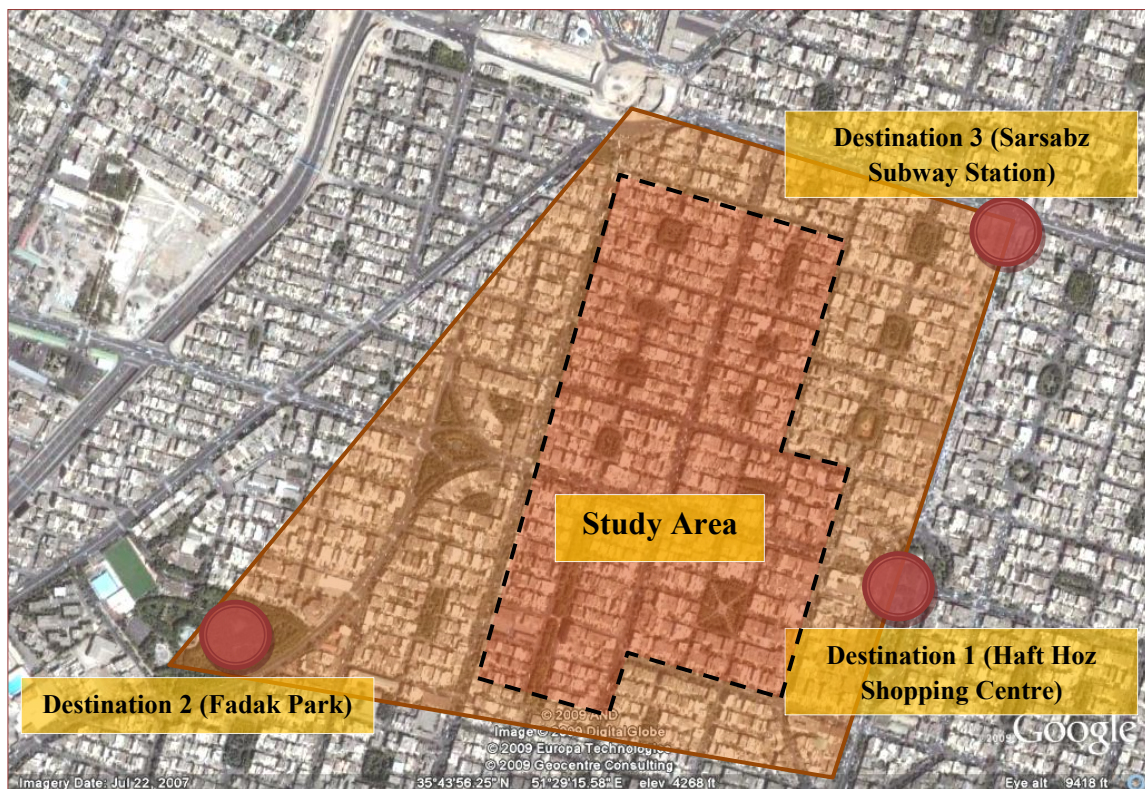 Destination 3 (Sarsabz
Subway Station)
Study Area
Destination 1 (Haft Hoz
Shopping Centre)
Destination 2 (Fadak Park)
© 2009 AND
Image © 2009 DigitalGlobe
© 2009 Europa Technologies
© 2009 Geocentre Consulting
2009 Google
Imagery Date: Jul 22, 2007
35°43'56.25" N 51°29'15.58" E elev 4268 ft
Eye alt 9418 ft